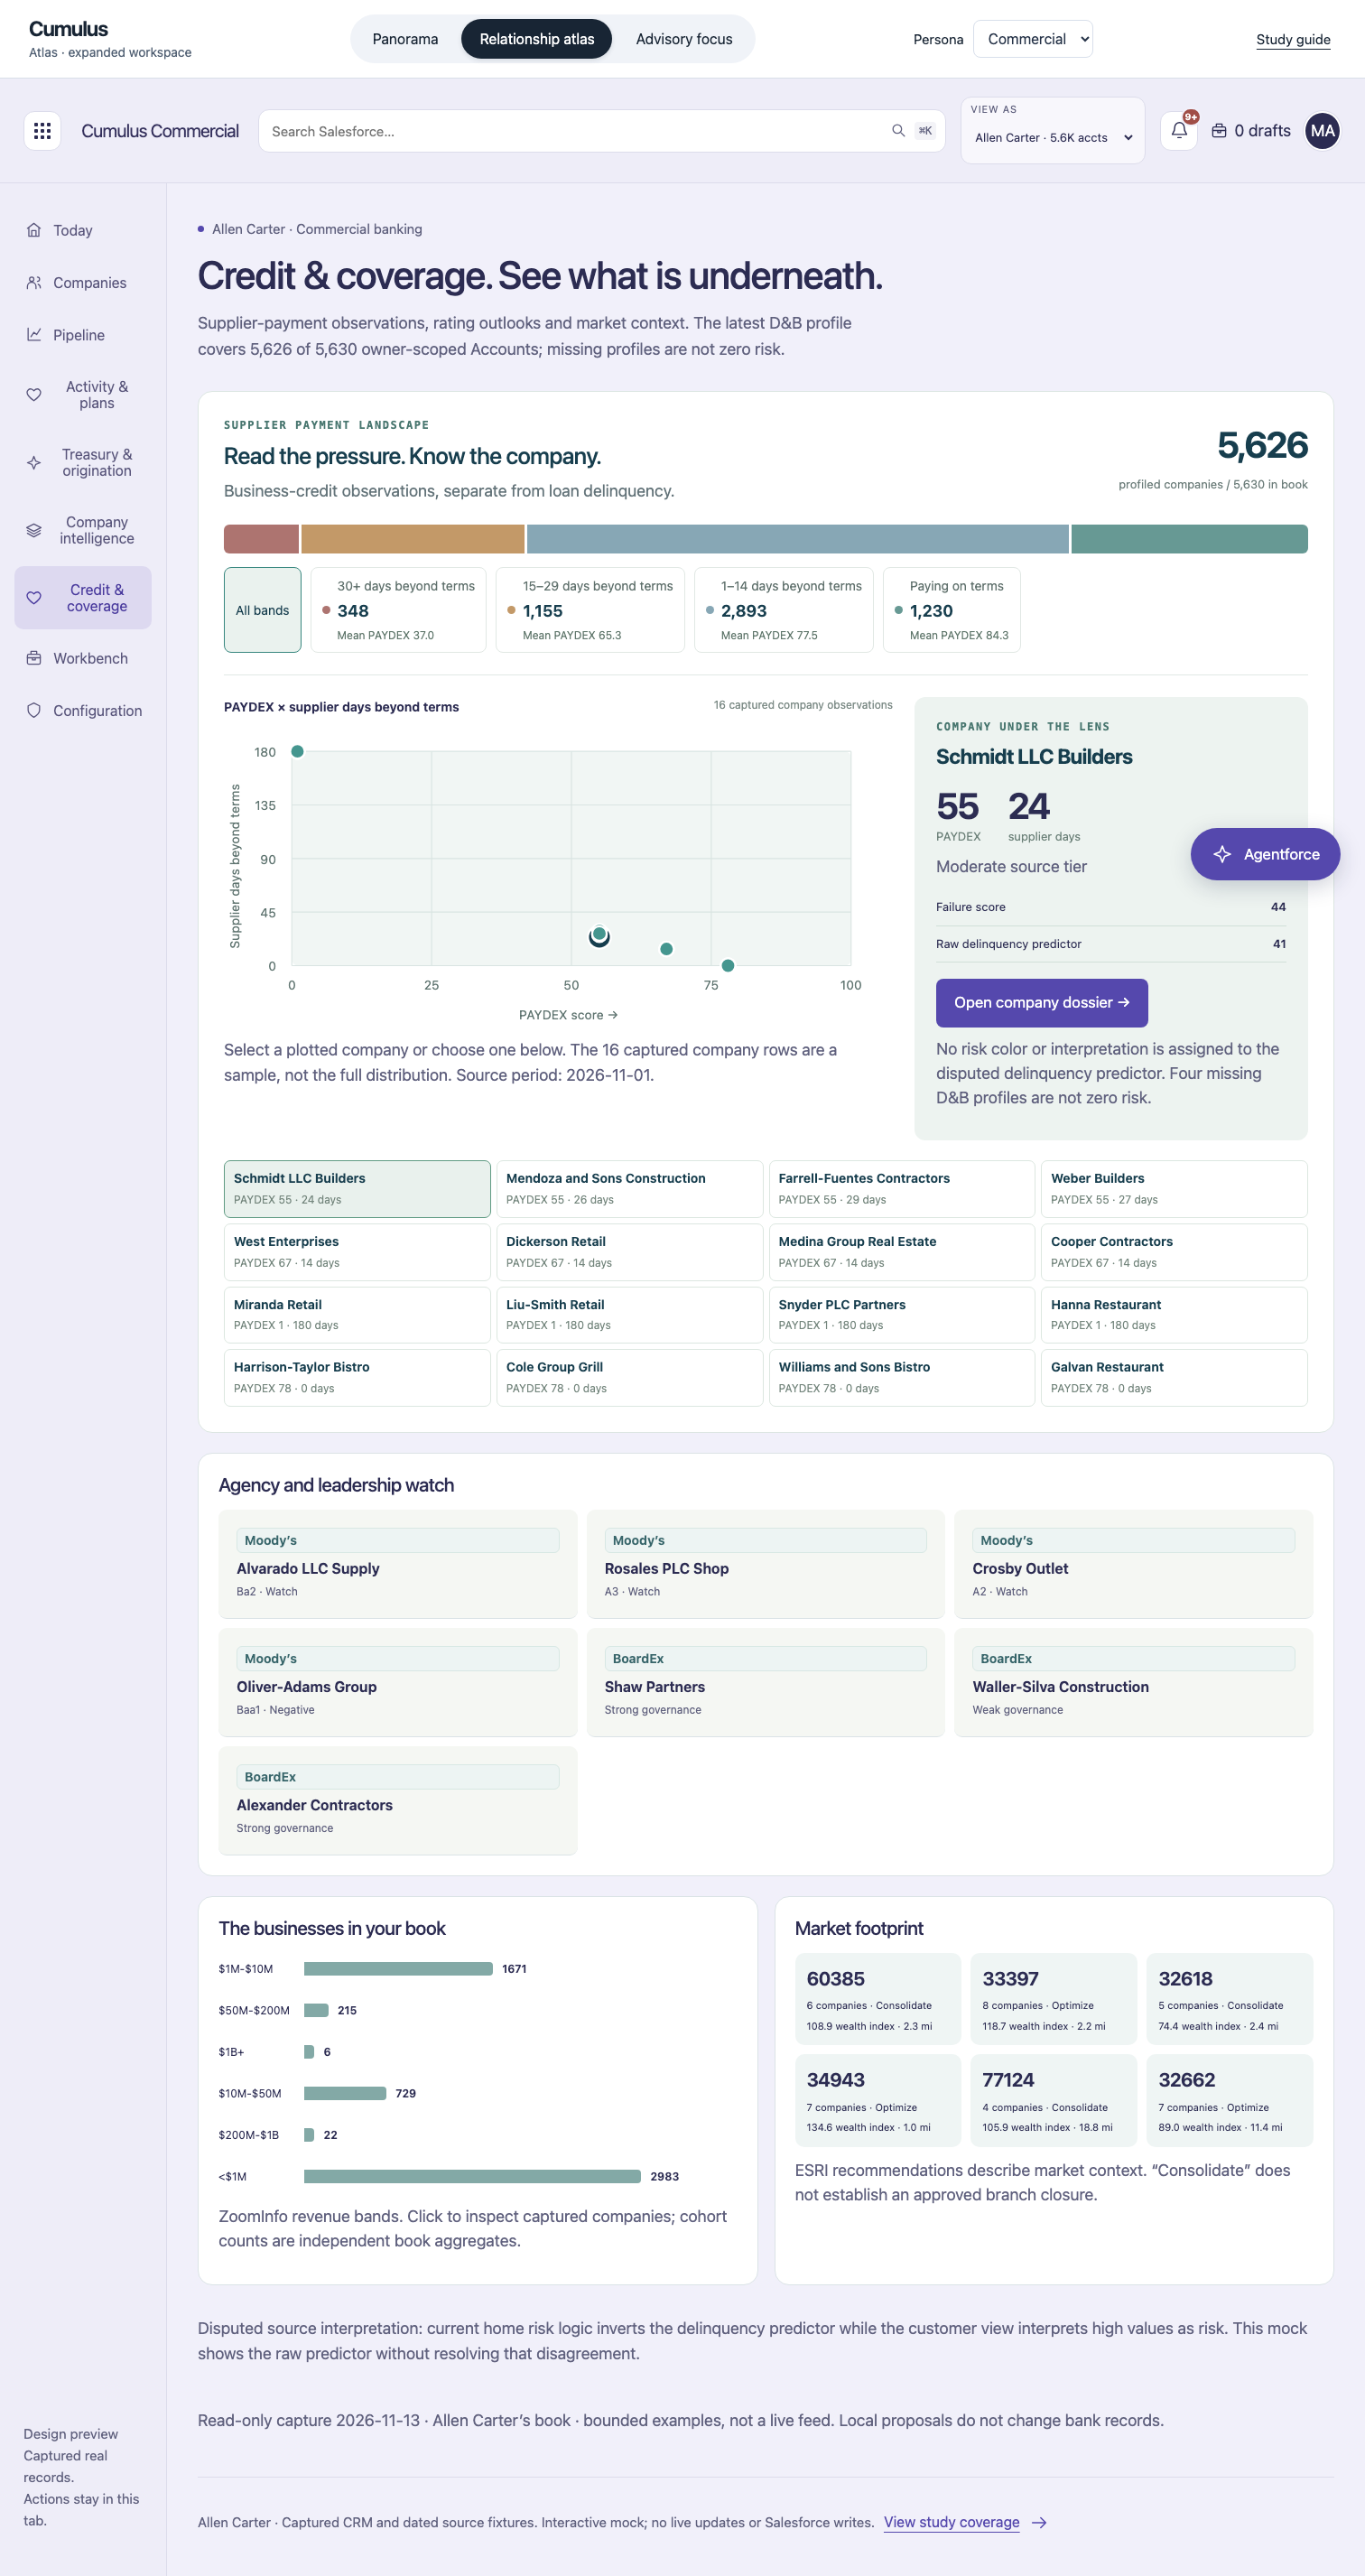 Cumulus
Atlas · expanded workspace
Panorama
Relationship atlas
Advisory focus
Persona
Commercial
Study guide
Cumulus Commercial
Search Salesforce...
⌘K
VIEW AS
Allen Carter · 5.6K accts
9+
0 drafts
MA
Today
Companies
Pipeline
Activity &
plans
Treasury &
origination
Company
intelligence
Credit &
coverage
Workbench
Configuration
Allen Carter · Commercial banking
Credit & coverage. See what is underneath.
Supplier-payment observations, rating outlooks and market context. The latest D&B profile
covers 5,626 of 5,630 owner-scoped Accounts; missing profiles are not zero risk.
SUPPLIER PAYMENT LANDSCAPE
Read the pressure. Know the company.
Business-credit observations, separate from loan delinquency.
5,626
profiled companies / 5,630 in book
All bands
30+ days beyond terms
348
Mean PAYDEX 37.0
15–29 days beyond terms
1,155
Mean PAYDEX 65.3
1–14 days beyond terms
2,893
Mean PAYDEX 77.5
Paying on terms
1,230
Mean PAYDEX 84.3
PAYDEX × supplier days beyond terms
16 captured company observations
Supplier days beyond terms
180
135
90
45
0
0
25
50
75
100
PAYDEX score →
Select a plotted company or choose one below. The 16 captured company rows are a
sample, not the full distribution. Source period: 2026-11-01.
COMPANY UNDER THE LENS
Schmidt LLC Builders
55
PAYDEX
24
supplier days
Moderate source tier
Failure score
44
Raw delinquency predictor
41
Open company dossier →
No risk color or interpretation is assigned to the
disputed delinquency predictor. Four missing
D&B profiles are not zero risk.
Agentforce
Schmidt LLC Builders
PAYDEX 55 · 24 days
Mendoza and Sons Construction
PAYDEX 55 · 26 days
Farrell-Fuentes Contractors
PAYDEX 55 · 29 days
Weber Builders
PAYDEX 55 · 27 days
West Enterprises
PAYDEX 67 · 14 days
Dickerson Retail
PAYDEX 67 · 14 days
Medina Group Real Estate
PAYDEX 67 · 14 days
Cooper Contractors
PAYDEX 67 · 14 days
Miranda Retail
PAYDEX 1 · 180 days
Liu-Smith Retail
PAYDEX 1 · 180 days
Snyder PLC Partners
PAYDEX 1 · 180 days
Hanna Restaurant
PAYDEX 1 · 180 days
Harrison-Taylor Bistro
PAYDEX 78 · 0 days
Cole Group Grill
PAYDEX 78 · 0 days
Williams and Sons Bistro
PAYDEX 78 · 0 days
Galvan Restaurant
PAYDEX 78 · 0 days
Agency and leadership watch
Moody’s
Alvarado LLC Supply
Ba2 · Watch
Moody’s
Rosales PLC Shop
A3 · Watch
Moody’s
Crosby Outlet
A2 · Watch
Moody’s
Oliver-Adams Group
Baa1 · Negative
BoardEx
Shaw Partners
Strong governance
BoardEx
Waller-Silva Construction
Weak governance
BoardEx
Alexander Contractors
Strong governance
The businesses in your book
$1M-$10M
1671
$50M-$200M
215
$1B+
6
$10M-$50M
729
$200M-$1B
22
<$1M
2983
ZoomInfo revenue bands. Click to inspect captured companies; cohort
counts are independent book aggregates.
Market footprint
60385
6 companies · Consolidate
108.9 wealth index · 2.3 mi
33397
8 companies · Optimize
118.7 wealth index · 2.2 mi
32618
5 companies · Consolidate
74.4 wealth index · 2.4 mi
34943
7 companies · Optimize
134.6 wealth index · 1.0 mi
77124
4 companies · Consolidate
105.9 wealth index · 18.8 mi
32662
7 companies · Optimize
89.0 wealth index · 11.4 mi
ESRI recommendations describe market context. “Consolidate” does
not establish an approved branch closure.
Disputed source interpretation: current home risk logic inverts the delinquency predictor while the customer view interprets high values as risk. This mock
shows the raw predictor without resolving that disagreement.
Read-only capture 2026-11-13 · Allen Carter’s book · bounded examples, not a live feed. Local proposals do not change bank records.
Design preview
Captured real
records.
Actions stay in this
tab.
Allen Carter · Captured CRM and dated source fixtures. Interactive mock; no live updates or Salesforce writes.
View study coverage →